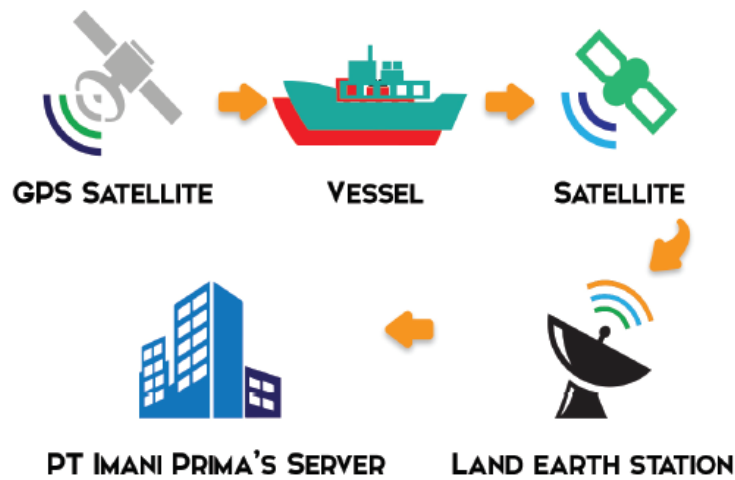 GPS SATELLITE
VESSEL
SATELLITE
PT IMANI PRIMA'S SERVER
LAND EARTH STATION